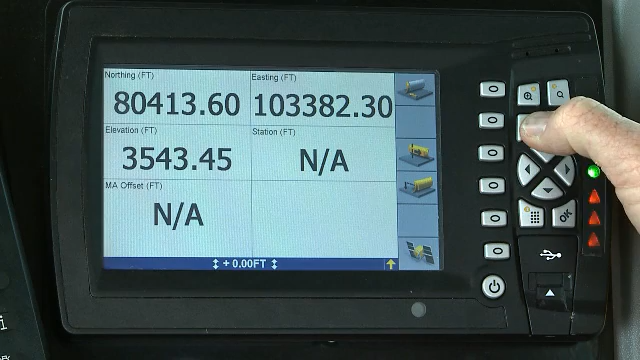 Northing (FT) Easting (FT)
80413.60 103382.30
Elevation (FT) Station (FT)
3543.45 N/A
MA Offset (FT)
N/A
+ 0.00FT
OK